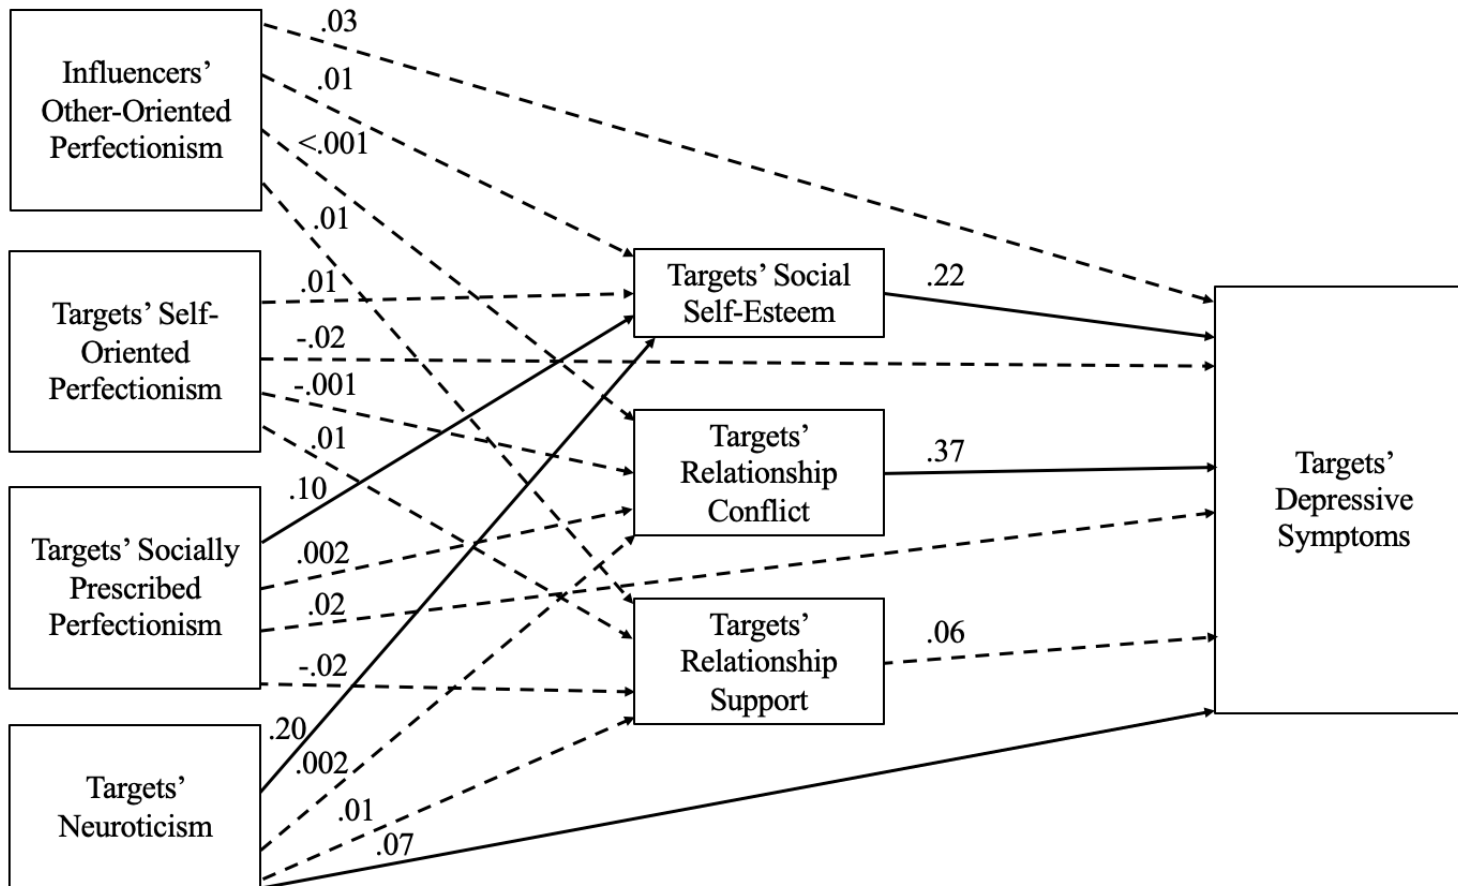 Influencers’
Other-Oriented
Perfectionism
Targets’ Self-
Oriented
Perfectionism
Targets’ Socially
Prescribed
Perfectionism
Targets’
Neuroticism
.03
.01
<.001
.01
.01
-.02
-.001
.01
.10
.002
.02
-.02
.20
.002
.01
.07
Targets’ Social
Self-Esteem
Targets’
Relationship
Conflict
Targets’
Relationship
Support
.22
.37
.06
Targets’
Depressive
Symptoms